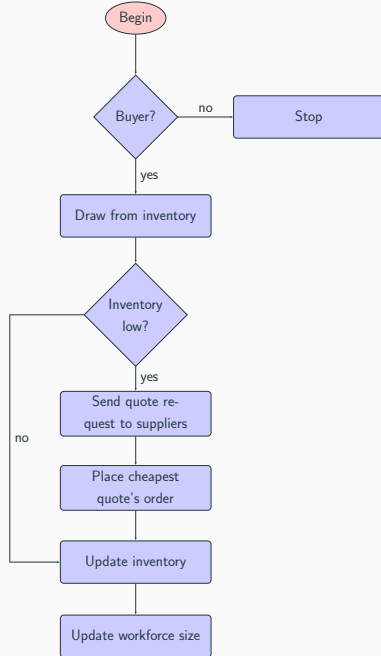 Begin
Buyer?
no
Stop
yes
Draw from inventory
Inventory
low?
yes
Send quote re-
quest to suppliers
no
Place cheapest
quote's order
Update inventory
Update workforce size